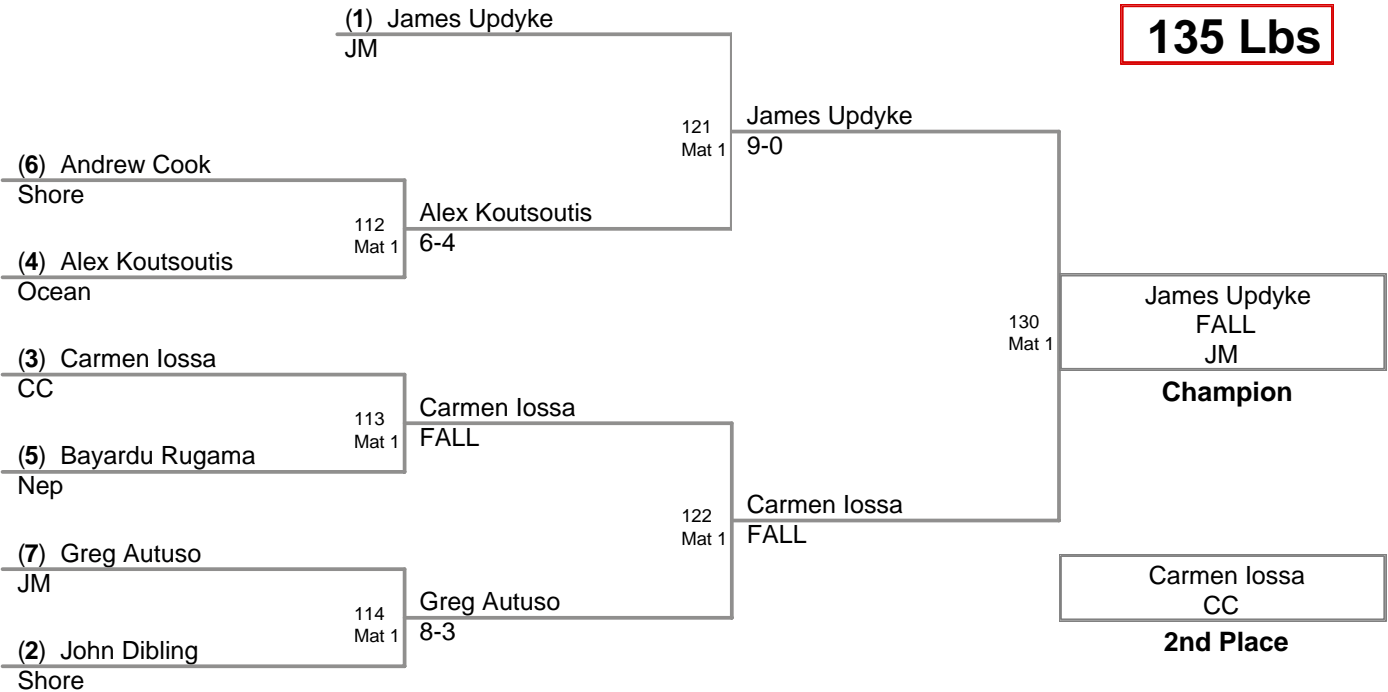 (1) James Updyke
JM
135 Lbs
121
Mat 1
James Updyke
9-0
(6) Andrew Cook
Shore
112
Mat 1
Alex Koutsoutis
6-4
(4) Alex Koutsoutis
Ocean
130
Mat 1
James Updyke
FALL
JM
Champion
(3) Carmen Iossa
CC
113
Mat 1
Carmen Iossa
FALL
(5) Bayardu Rugama
Nep
122
Mat 1
Carmen Iossa
FALL
(7) Greg Autuso
JM
114
Mat 1
Greg Autuso
8-3
(2) John Dibling
Shore
Carmen Iossa
CC
2nd Place